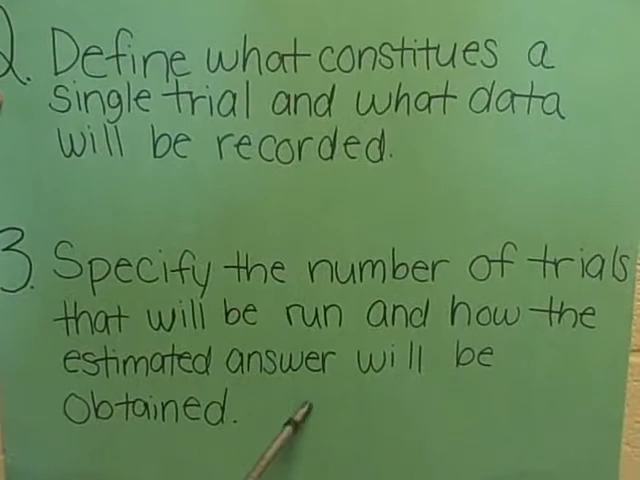 2. Define what constitues a
single trial and what data
will be recorded.
3. Specify the number of trials
that will be run and how the
estimated answer will be
obtained.